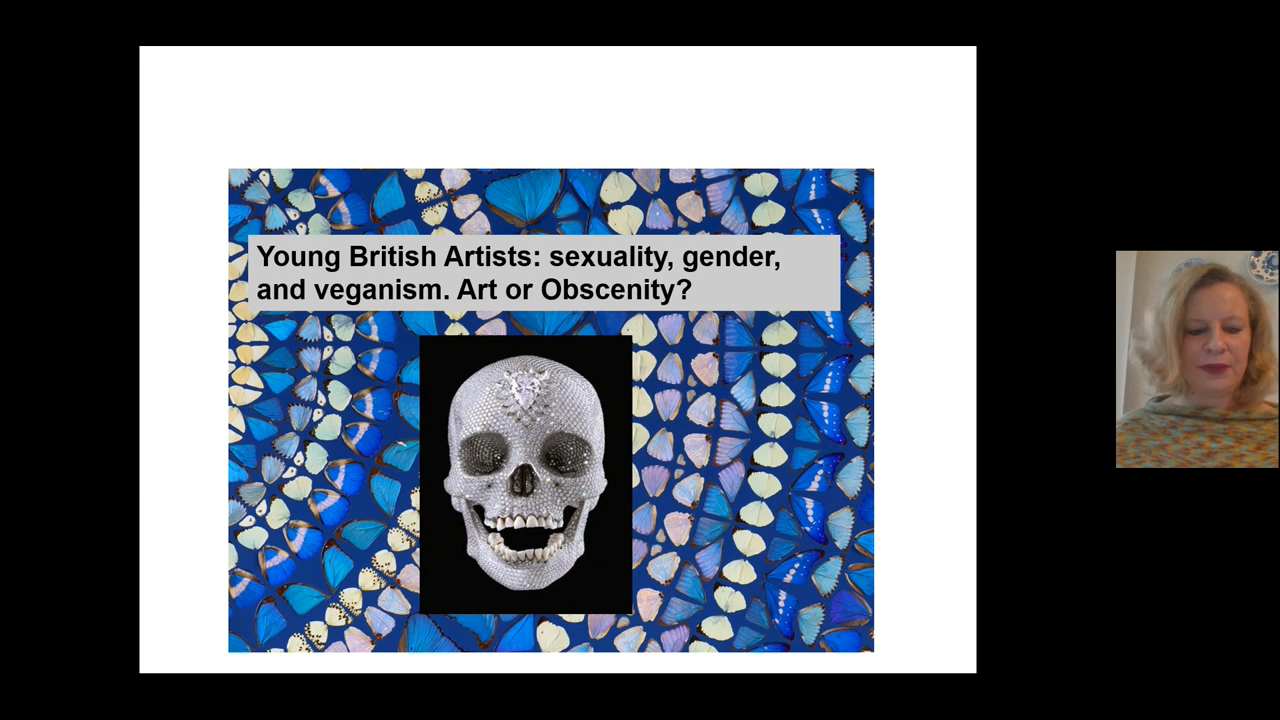 Young British Artists: sexuality, gender,
and veganism. Art or Obscenity?